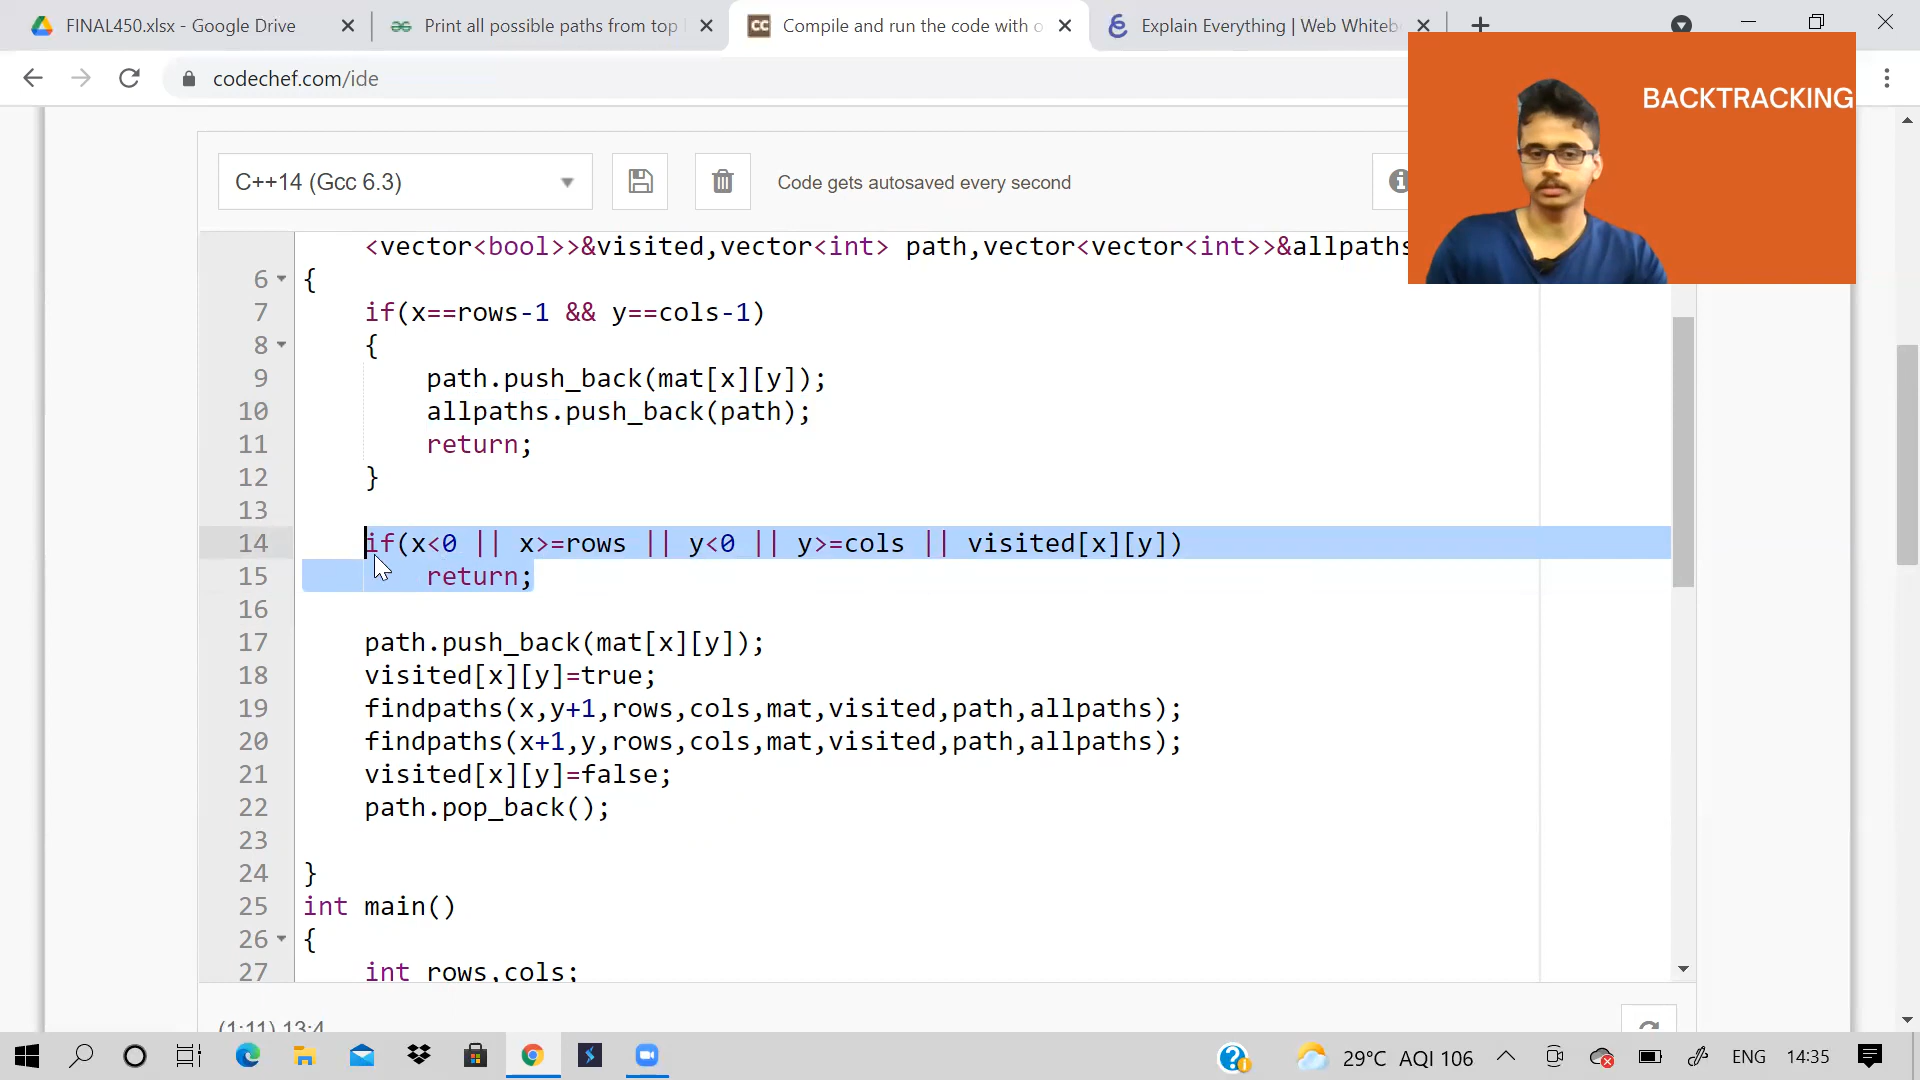 FINAL450.xlsx - Google Drive
Print all possible paths from top
Compile and run the code with o
Explain Everything | Web Whiteb
codechef.com/ide
BACKTRACKING
C++14 (Gcc 6.3)
Code gets autosaved every second
<vector<bool>>&visited,vector<int> path,vector<vector<int>>&allpaths
6 {
7 if(x==rows-1 && y==cols-1)
8 {
9 path.push_back(mat[x][y]);
10 allpaths.push_back(path);
11 return;
12 }
13
14 if(x<0 || x>=rows || y<0 || y>=cols || visited[x][y])
15 return;
16
17 path.push_back(mat[x][y]);
18 visited[x][y]=true;
19 findpaths(x,y+1,rows,cols,mat,visited,path,allpaths);
20 findpaths(x+1,y,rows,cols,mat,visited,path,allpaths);
21 visited[x][y]=false;
22 path.pop_back();
23
24 }
25 int main()
26 {
27 int rows,cols;
(1:11) 13:4
29°C AQI 106
ENG
14:35